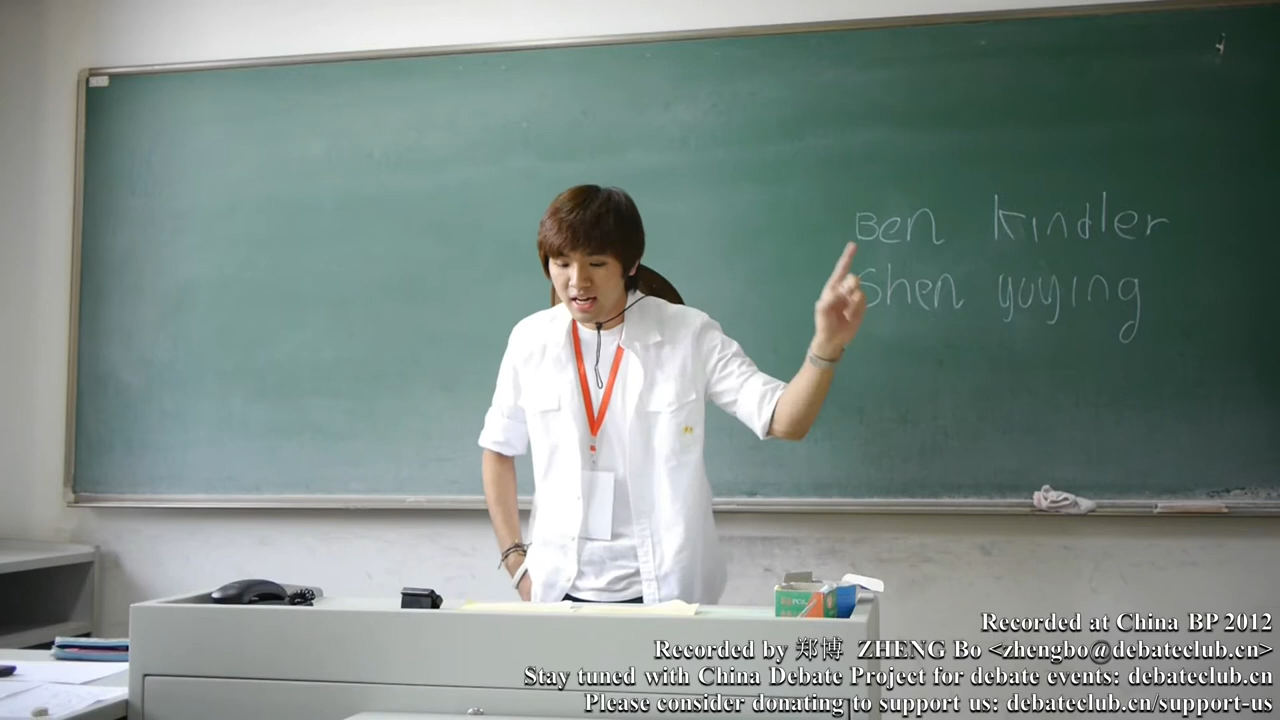 Ben Kindler
Shen yuying
Recorded at China BP 2012
Recorded by 郑博 ZHENG Bo <zhengbo@debateclub.cn>
Stay tuned with China Debate Project for debate events: debateclub.cn
Please consider donating to support us: debateclub.cn/support-us